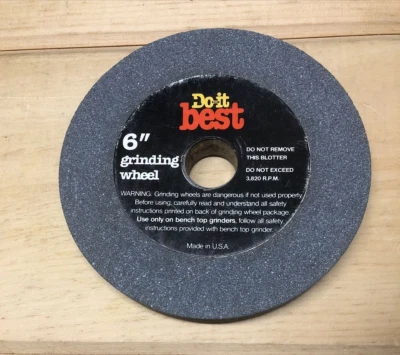 Do it
best
6"
grinding
wheel
DO NOT REMOVE
THIS BLOTTER
DO NOT EXCEED
3,820 R.P.M.
WARNING: Grinding wheels are dangerous if not used properly.
Before using, carefully read and understand all safety
instructions printed on back of grinding wheel package.
Use only on bench top grinders, follow all safety
instructions provided with bench top grinder.
Made in U.S.A.